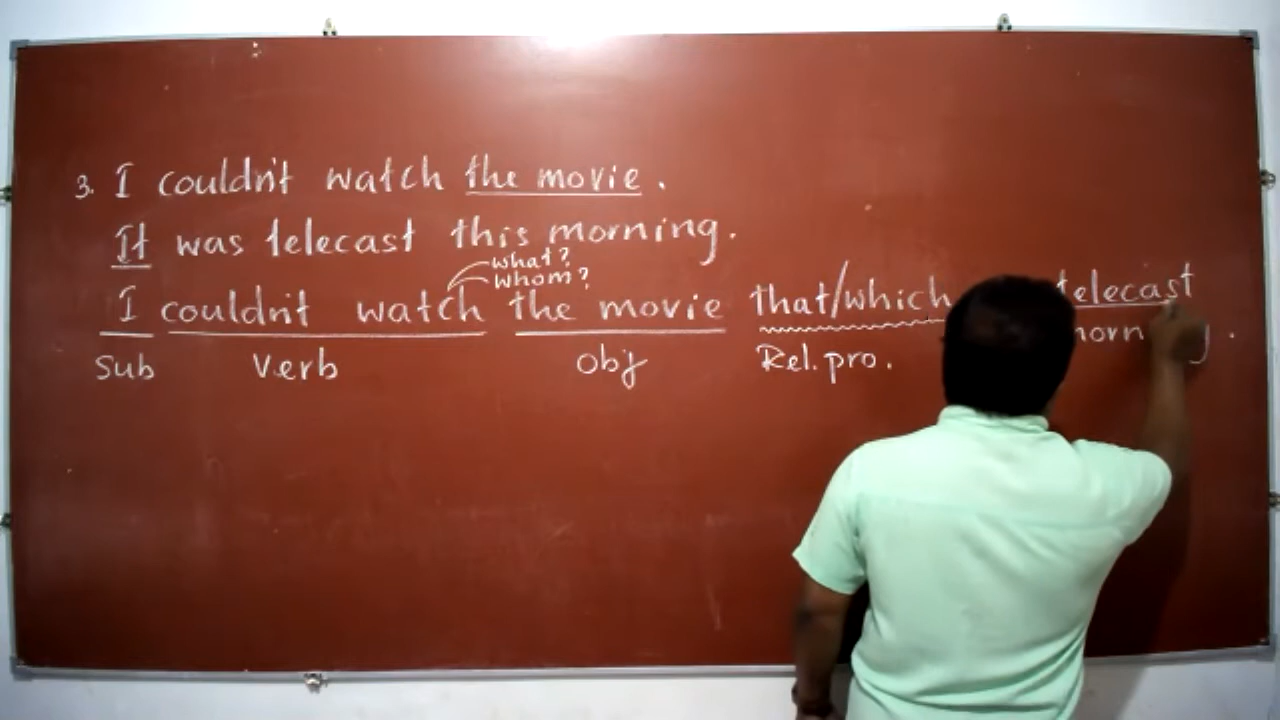 3. I couldn't watch the movie.
It was telecast this morning.
what?
whom?
I couldn't watch the movie that/which telecast
Sub Verb Obj Rel. pro.